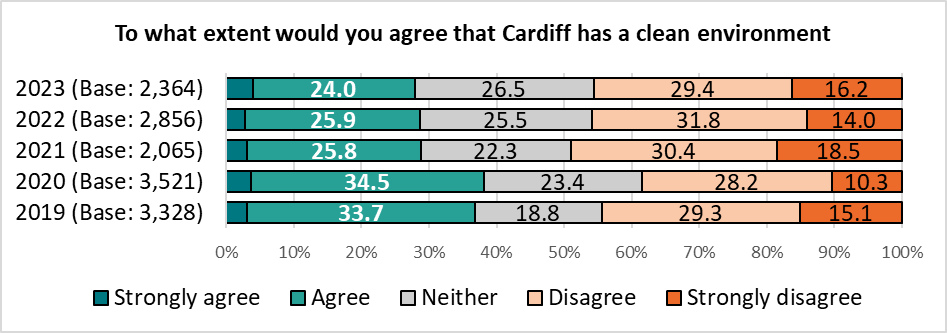 To what extent would you agree that Cardiff has a clean environment
2023 (Base: 2,364) 24.0 26.5 29.4 16.2
2022 (Base: 2,856) 25.9 25.5 31.8 14.0
2021 (Base: 2,065) 25.8 22.3 30.4 18.5
2020 (Base: 3,521) 34.5 23.4 28.2 10.3
2019 (Base: 3,328) 33.7 18.8 29.3 15.1
0% 10% 20% 30% 40% 50% 60% 70% 80% 90% 100%
Strongly agree Agree Neither Disagree Strongly disagree